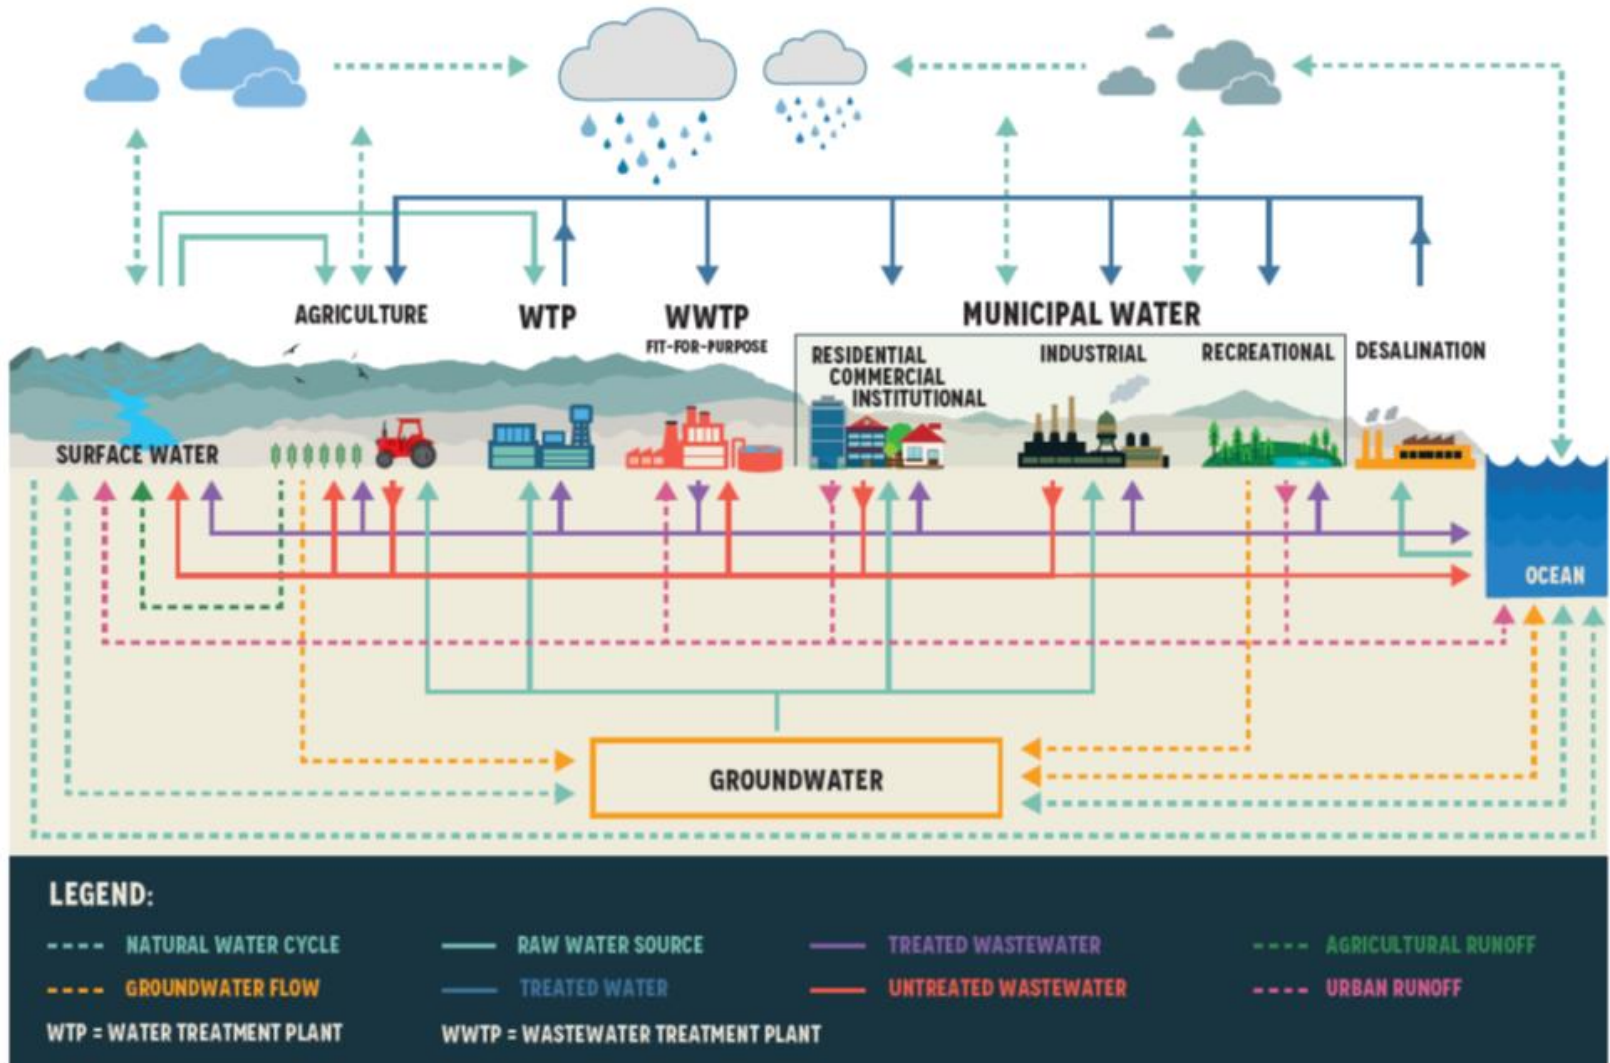 AGRICULTURE
WTP
WWTP
FIT-FOR-PURPOSE
MUNICIPAL WATER
RESIDENTIAL
COMMERCIAL
INSTITUTIONAL
INDUSTRIAL
RECREATIONAL
DESALINATION
SURFACE WATER
OCEAN
GROUNDWATER
LEGEND:
NATURAL WATER CYCLE
RAW WATER SOURCE
TREATED WASTEWATER
AGRICULTURAL RUNOFF
GROUNDWATER FLOW
TREATED WATER
UNTREATED WASTEWATER
URBAN RUNOFF
WTP = WATER TREATMENT PLANT
WWTP = WASTEWATER TREATMENT PLANT